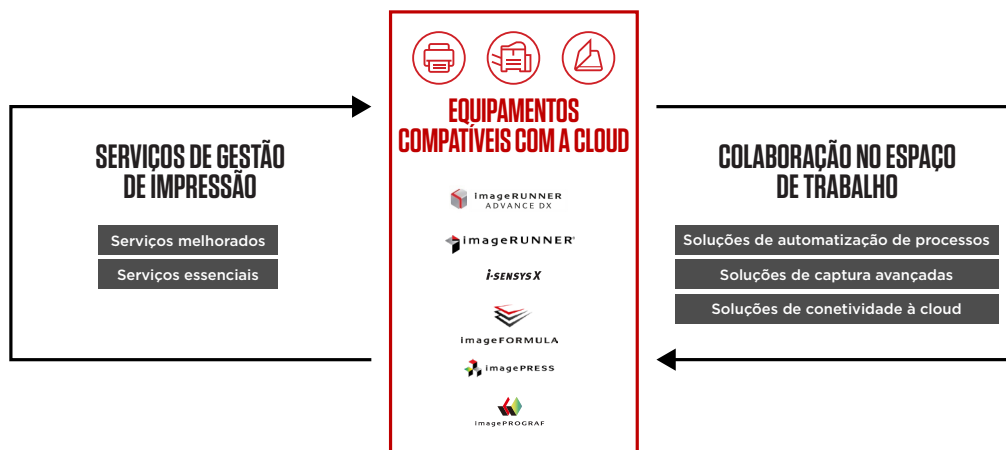 SERVIÇOS DE GESTÃO
DE IMPRESSÃO
Serviços melhorados
Serviços essenciais
EQUIPAMENTOS
COMPATÍVEIS COM A CLOUD
imageRUNNER
ADVANCE DX
imageRUNNER
i-SENSYS X
imageFORMULA
imagePRESS
imagePROGRAF
COLABORAÇÃO NO ESPAÇO
DE TRABALHO
Soluções de automatização de processos
Soluções de captura avançadas
Soluções de conetividade à cloud